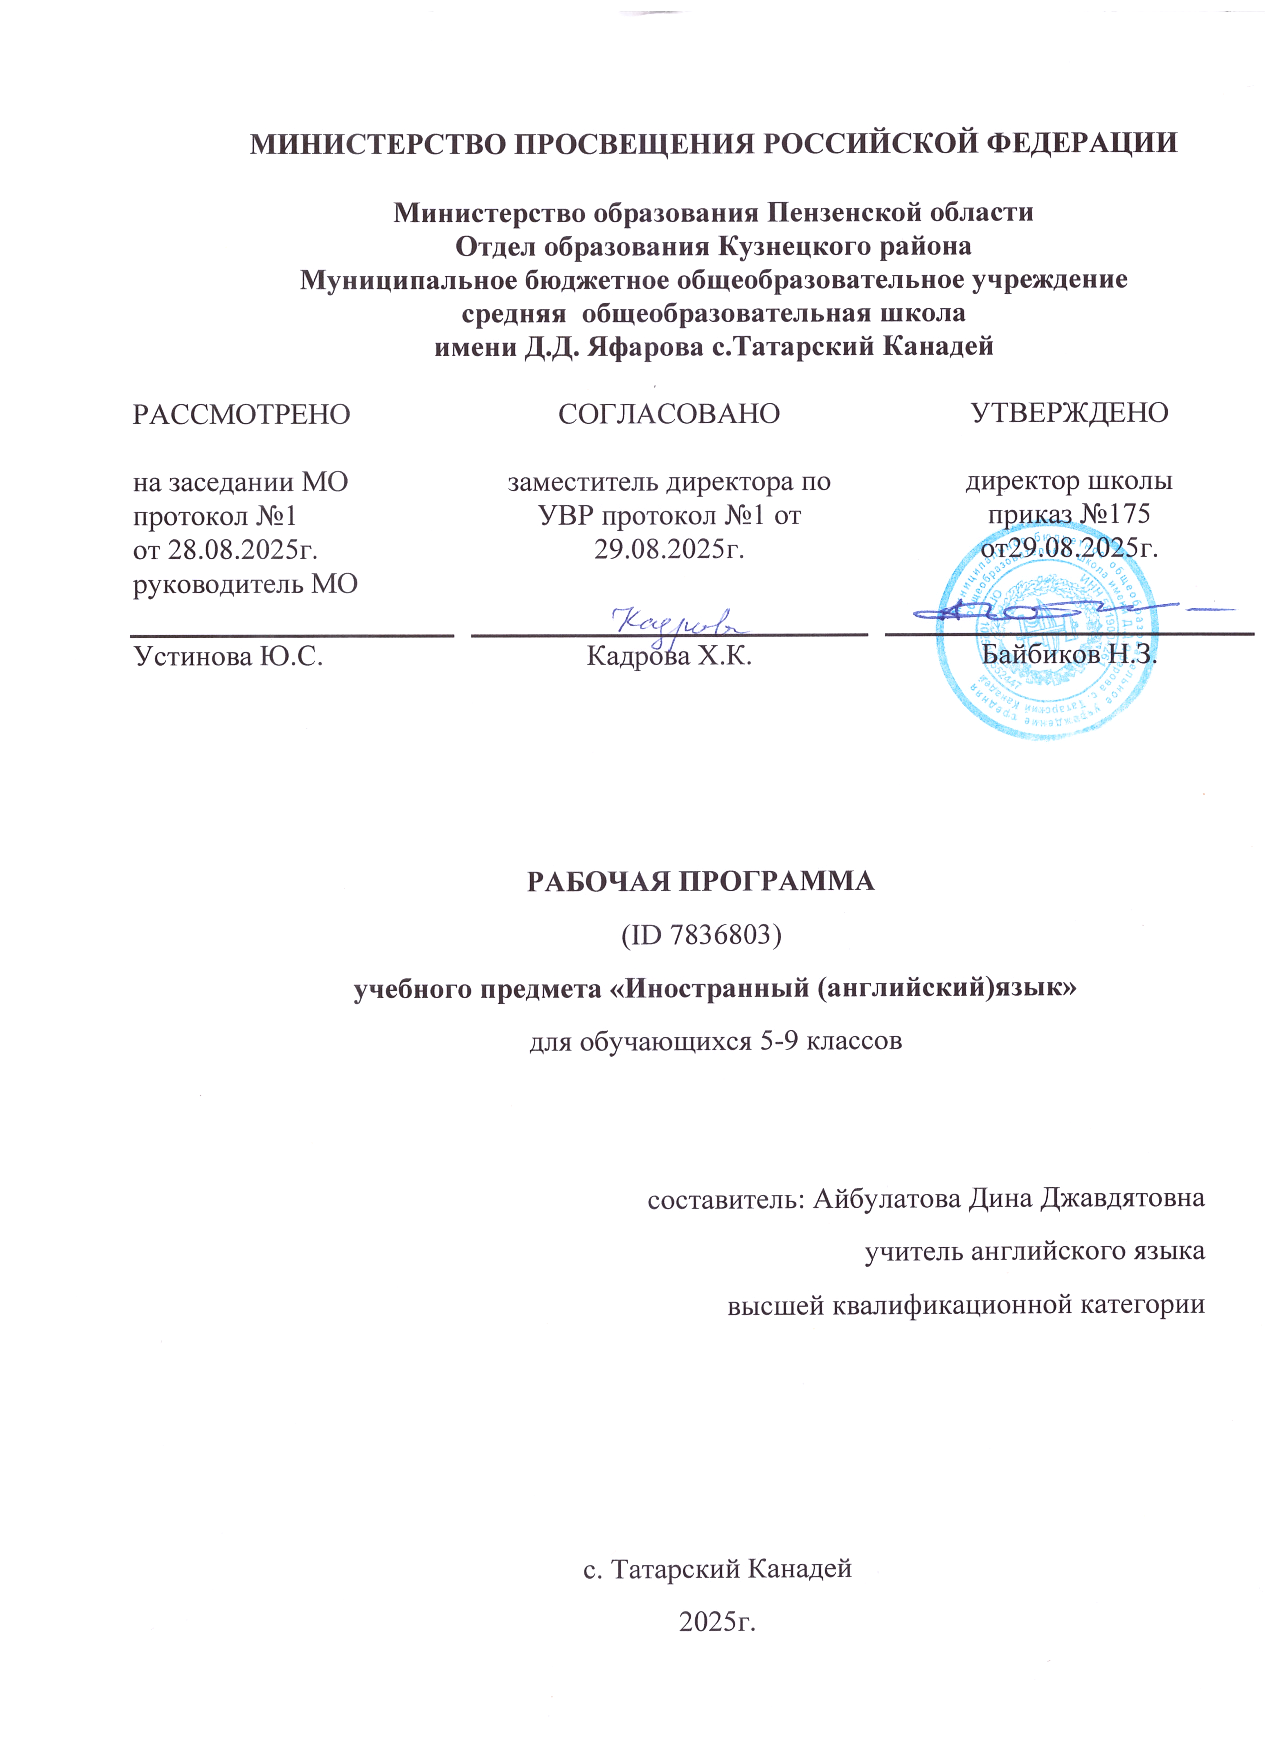 МИНИСТЕРСТВО ПРОСВЕЩЕНИЯ РОССИЙСКОЙ ФЕДЕРАЦИИ
Министерство образования Пензенской области
Отдел образования Кузнецкого района
Муниципальное бюджетное общеобразовательное учреждение
средняя  общеобразовательная школа
имени Д.Д. Яфарова с.Татарский Канадей
РАССМОТРЕНО
на заседании МО
протокол №1
от 28.08.2025г.
руководитель МО
Устинова Ю.С.
СОГЛАСОВАНО
заместитель директора по
УВР протокол №1 от
29.08.2025г.
Кадрова
Кадрова Х.К.
УТВЕРЖДЕНО
директор школы
приказ №175
от29.08.2025г.
Байбиков Н.З.
РАБОЧАЯ ПРОГРАММА
(ID 7836803)
учебного предмета «Иностранный (английский)язык»
для обучающихся 5-9 классов
составитель: Айбулатова Дина Джавдятовна
учитель английского языка
высшей квалификационной категории
с. Татарский Канадей
2025г.